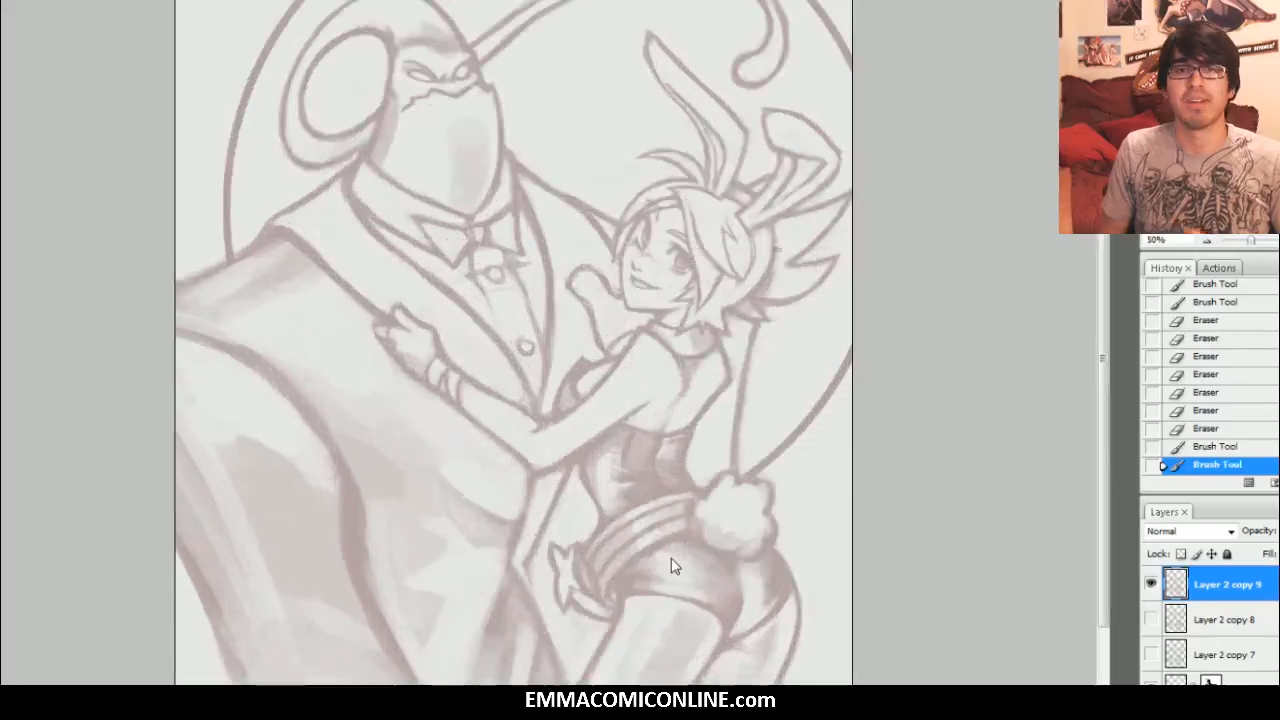 50%
History × Actions
Brush Tool
Brush Tool
Eraser
Eraser
Eraser
Eraser
Eraser
Eraser
Eraser
Brush Tool
Brush Tool
Layers ×
Normal Opacity:
Lock: Fill:
Layer 2 copy 9
Layer 2 copy 8
Layer 2 copy 7
EMMACOMICONLINE.com